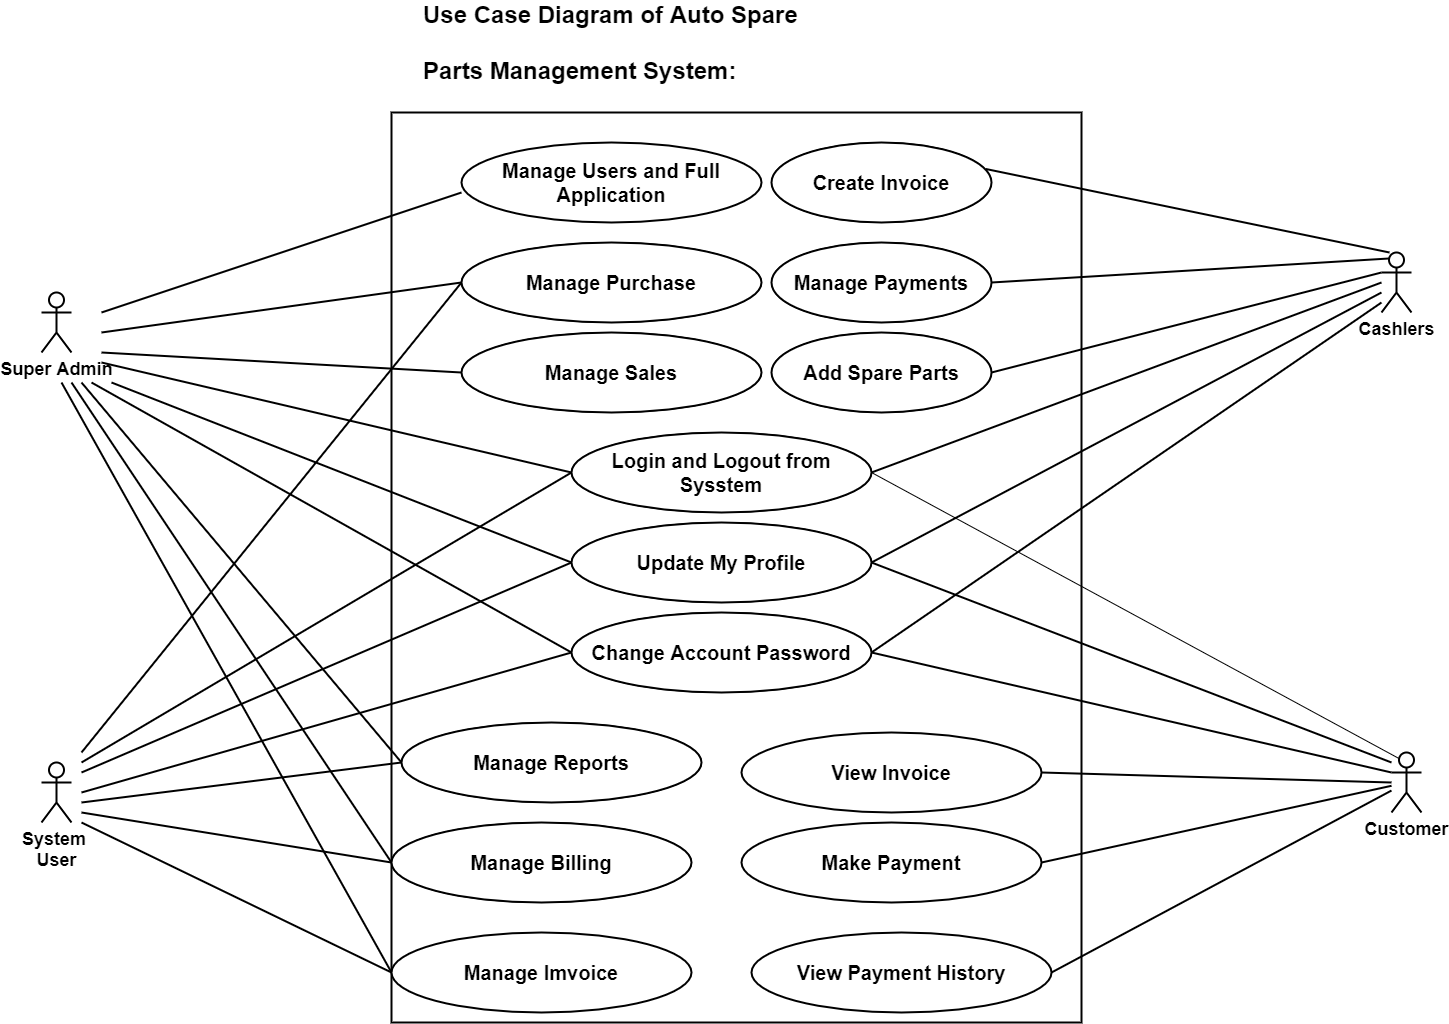 Use Case Diagram of Auto Spare
Parts Management System:
Manage Users and Full
Application
Create Invoice
Manage Purchase
Manage Payments
Super Admin
Cashlers
Manage Sales
Add Spare Parts
Login and Logout from
Sysstem
Update My Profile
Change Account Password
Manage Reports
View Invoice
System
User
Customer
Manage Billing
Make Payment
Manage Imvoice
View Payment History